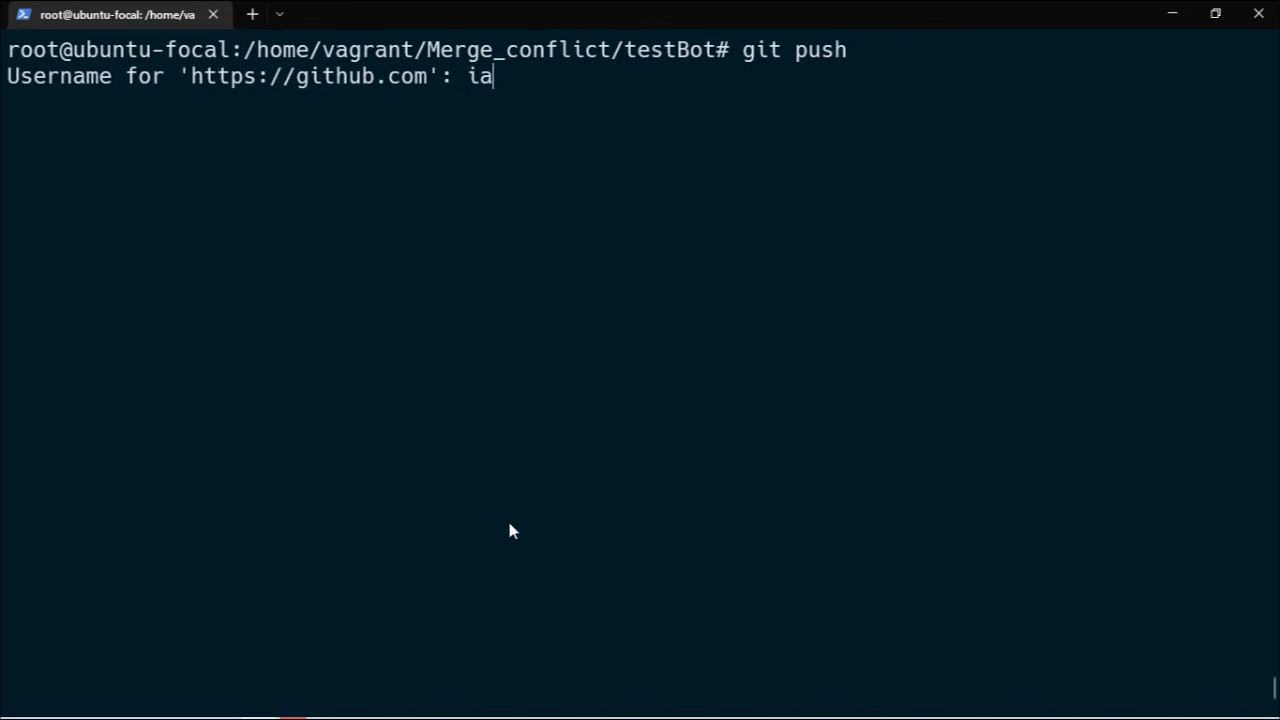 root@ubuntu-focal: /home/va
root@ubuntu-focal:/home/vagrant/Merge_conflict/testBot# git push
Username for 'https://github.com': ia